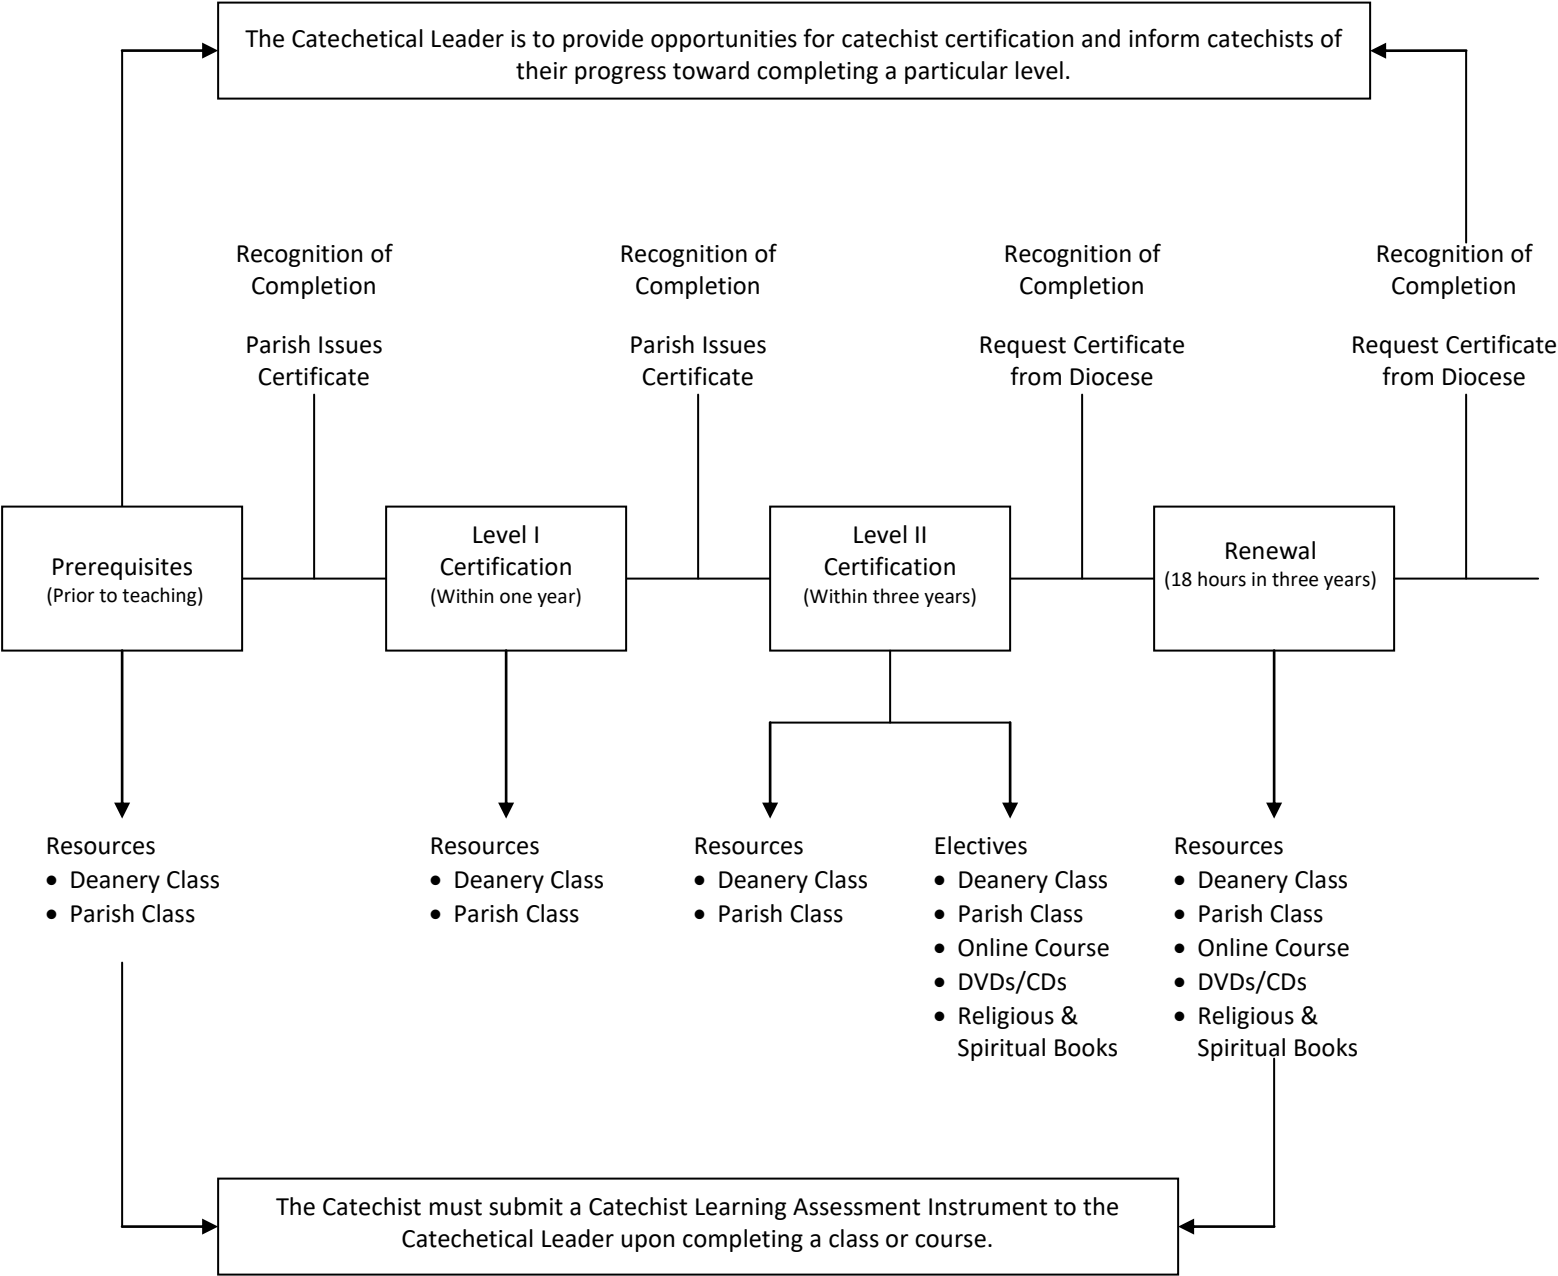 The Catechetical Leader is to provide opportunities for catechist certification and inform catechists of
their progress toward completing a particular level.
Recognition of
Completion
Parish Issues
Certificate
Recognition of
Completion
Parish Issues
Certificate
Recognition of
Completion
Request Certificate
from Diocese
Recognition of
Completion
Request Certificate
from Diocese
Prerequisites
(Prior to teaching)
Level I
Certification
(Within one year)
Level II
Certification
(Within three years)
Renewal
(18 hours in three years)
Resources
• Deanery Class
• Parish Class
Resources
• Deanery Class
• Parish Class
Resources
• Deanery Class
• Parish Class
Electives
• Deanery Class
• Parish Class
• Online Course
• DVDs/CDs
• Religious &
Spiritual Books
Resources
• Deanery Class
• Parish Class
• Online Course
• DVDs/CDs
• Religious &
Spiritual Books
The Catechist must submit a Catechist Learning Assessment Instrument to the
Catechetical Leader upon completing a class or course.